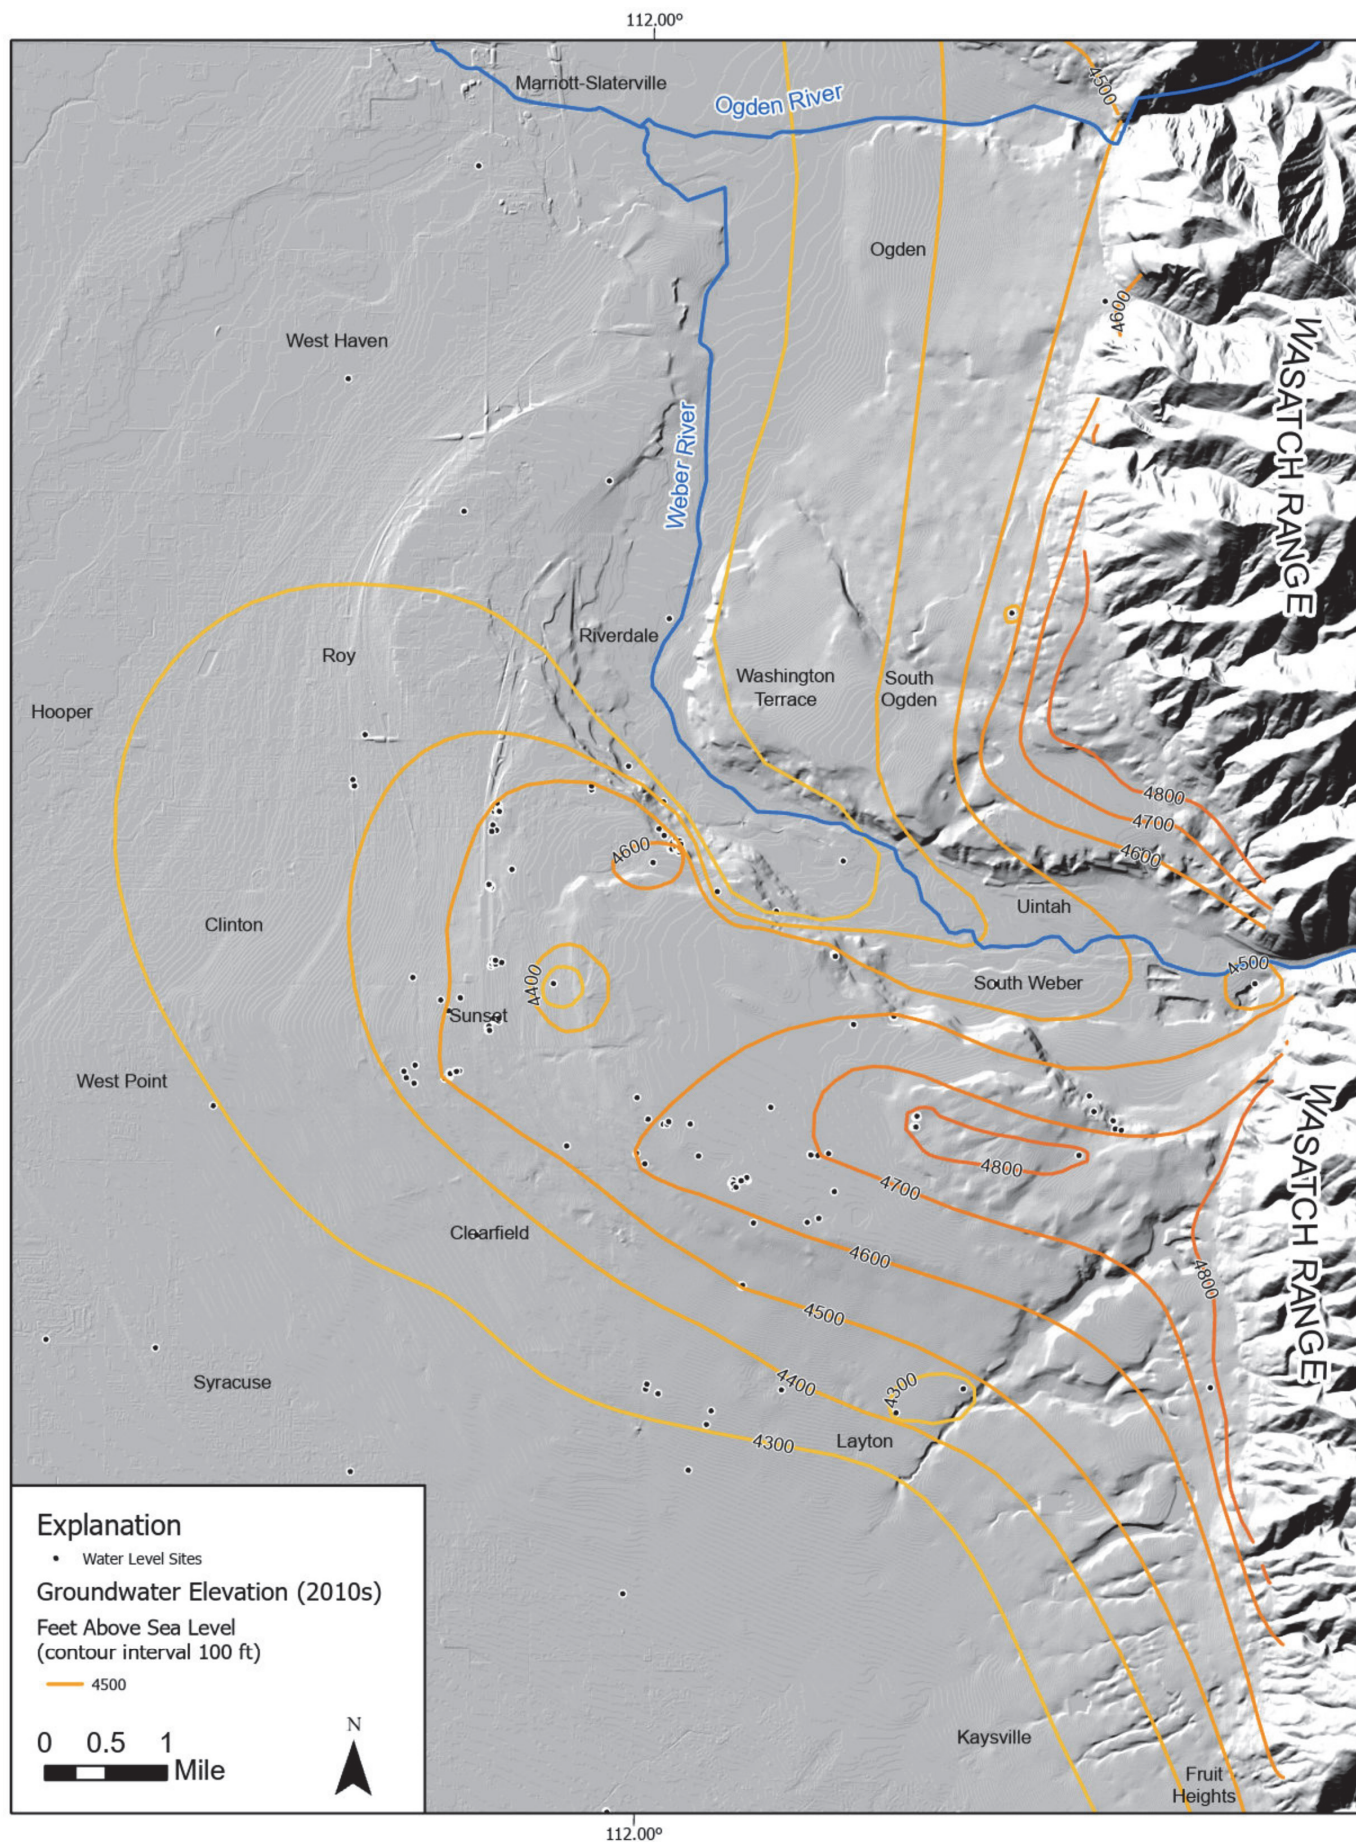 112.00º
Marriott-Slaterville
Ogden River
4500
Ogden
4600
West Haven
WASATCH RANGE
Weber River
Riverdale
Roy
Washington
Terrace
South
Ogden
Hooper
4800
4700
4600
4600
Uintah
Clinton
4500
4400
South Weber
Sunset
West Point
WASATCH RANGE
4800
4700
Clearfield
4600
4800
4500
Syracuse
4400
4300
Layton
4300
Explanation
Water Level Sites
Groundwater Elevation (2010s)
Feet Above Sea Level
(contour interval 100 ft)
4500
N
0 0.5 1
Mile
Kaysville
Fruit
Heights
112.00º